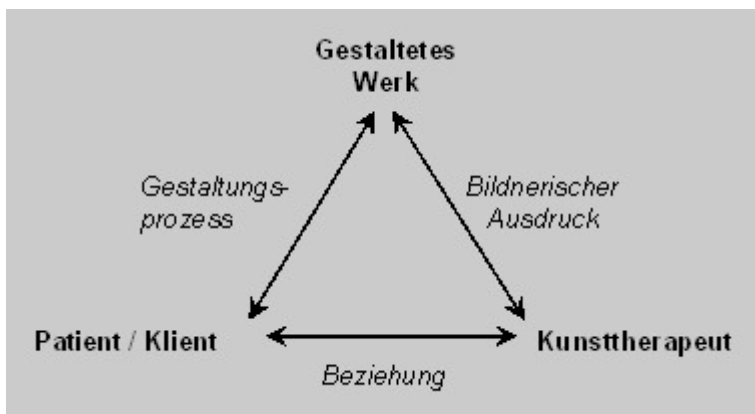 Gestaltetes
Werk
Gestaltungs-
prozess
Bildnerischer
Ausdruck
Patient / Klient
Kunsttherapeut
Beziehung